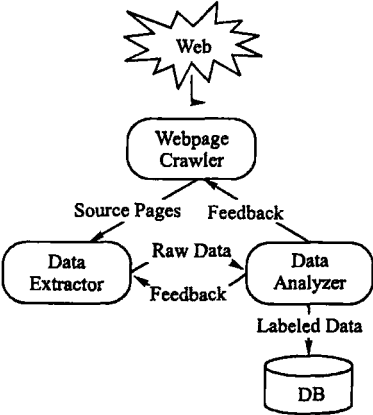 Web
Webpage
Crawler
Source Pages
Feedback
Data
Extractor
Raw Data
Feedback
Data
Analyzer
Labeled Data
DB